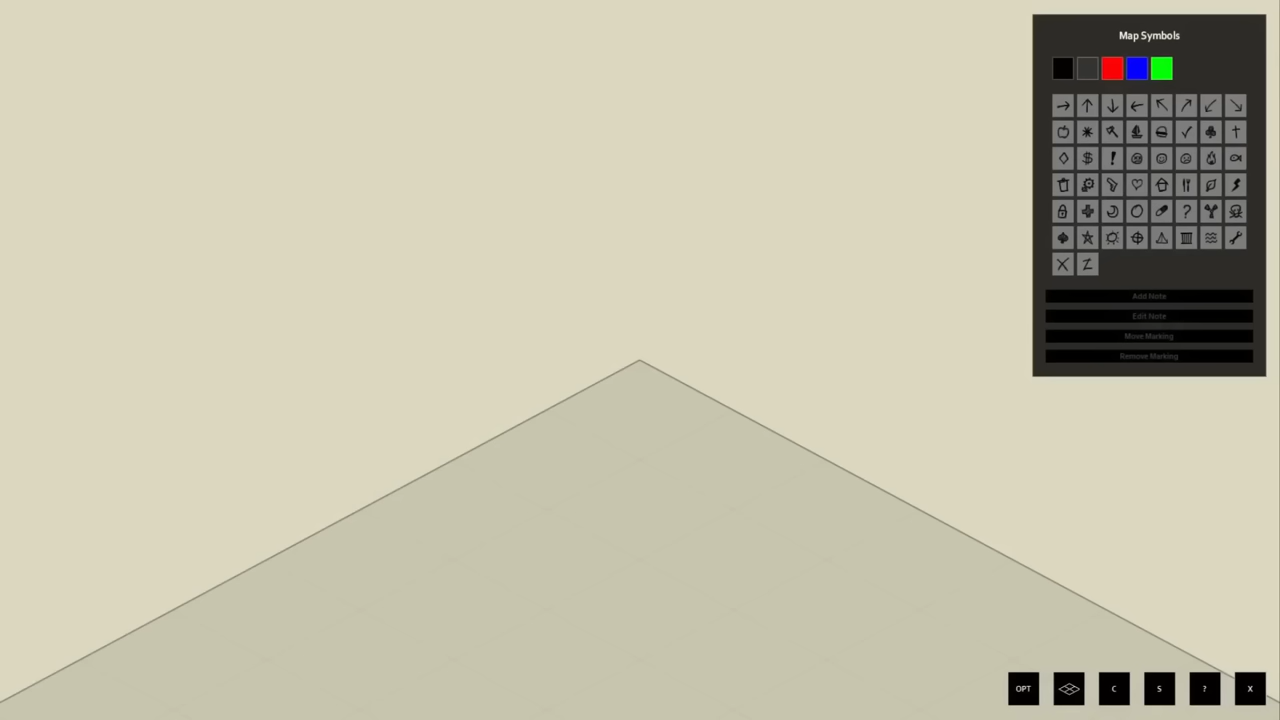 Map Symbols
Add Note
Edit Note
Move Marking
Remove Marking
OPT C S ? X